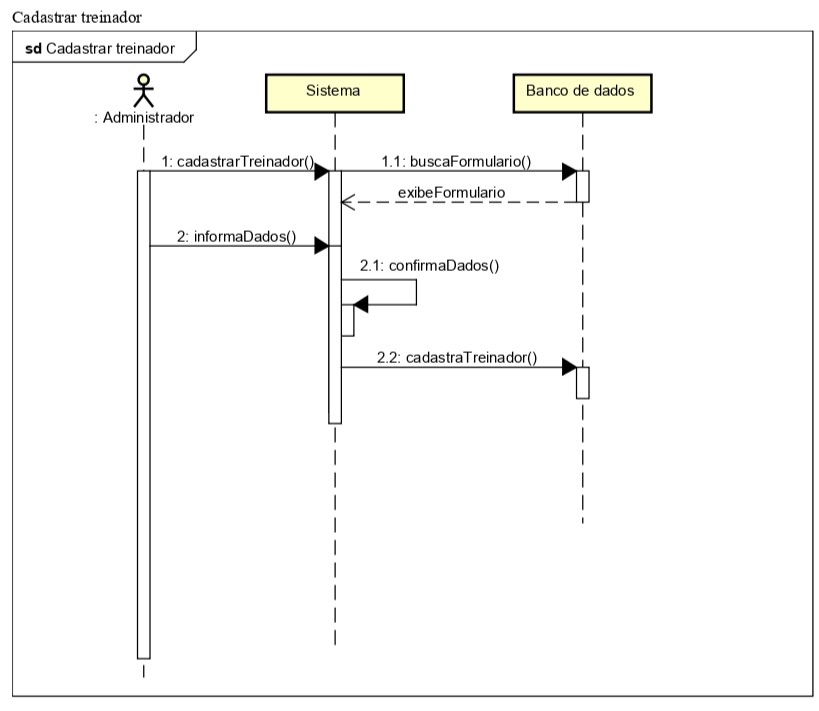 Cadastrar treinador
sd Cadastrar treinador
Sistema
Banco de dados
: Administrador
1: cadastrarTreinador()
1.1: buscaFormulario()
exibeFormulario
2: informaDados()
2.1: confirmaDados()
2.2: cadastraTreinador()